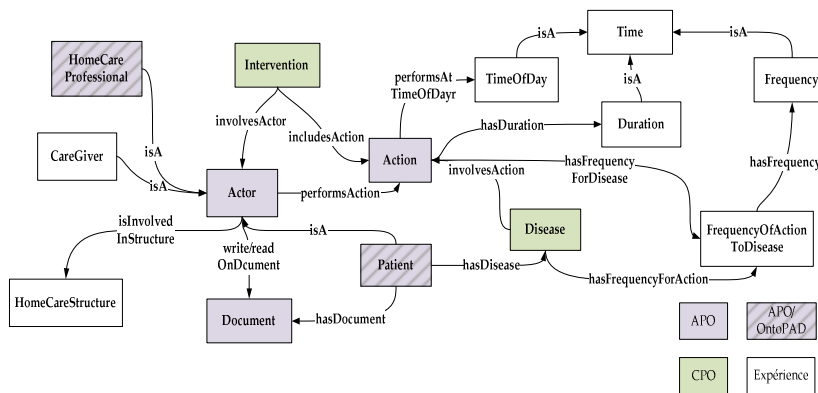 isA
Time
isA
HomeCare
Professional
Intervention
performsAt
TimeOfDayr
TimeOfDay
isA
Frequency
involvesActor
includesAction
hasDuration
Duration
CareGiver
isA
isA
Action
involvesAction
hasFrequency
ForDisease
hasFrequency
Actor
performsAction
isInvolved
InStructure
write/read
OnDcument
isA
Disease
FrequencyOfAction
ToDisease
Patient
hasDisease
hasFrequencyForAction
HomeCareStructure
Document
hasDocument
APO
APO/
OntoPAD
CPO
Expérience